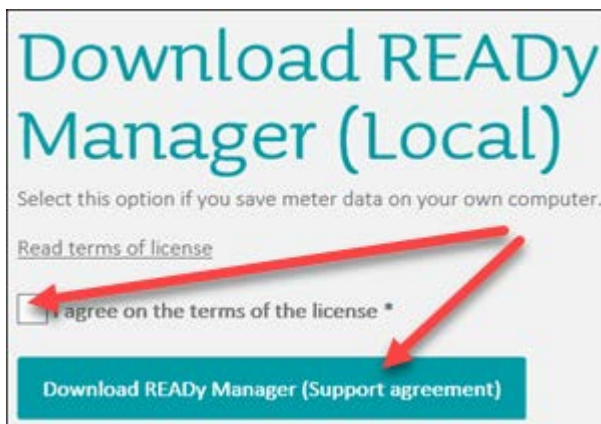 Download READy
Manager (Local)
Select this option if you save meter data on your own computer.
Read terms of license
I agree on the terms of the license *
Download READy Manager (Support agreement)